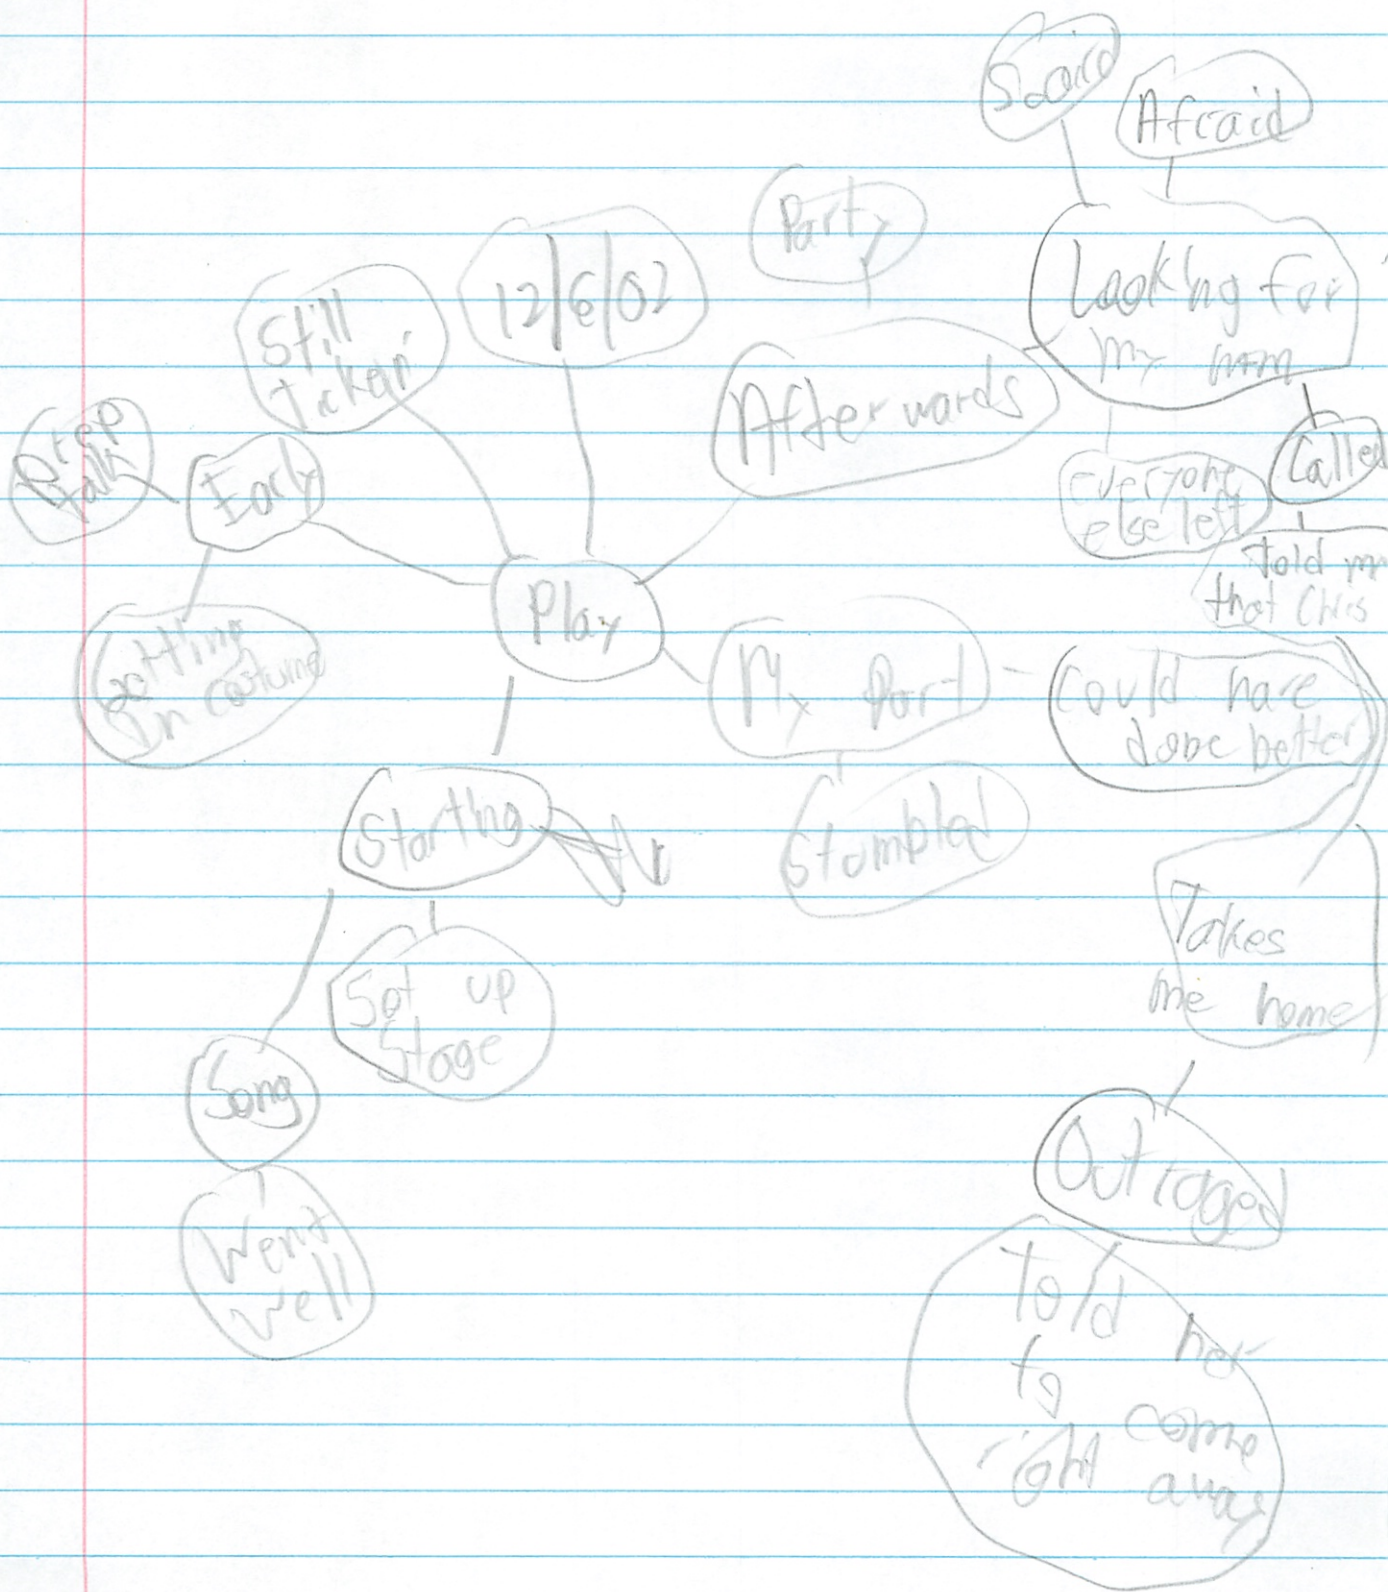 Afraid
Party
12/6/02
Still
Tickin'
Looking for
my mom
Afterwards
Called
Prep
talk
Early
everyone
else left
told me
that Chris
Play
Getting
in costume
My Part
Could have
done better
Starting
Stumbled
Takes
me home
Set up
Stage
Song
Outraged
Went
well
told her
to come
right away